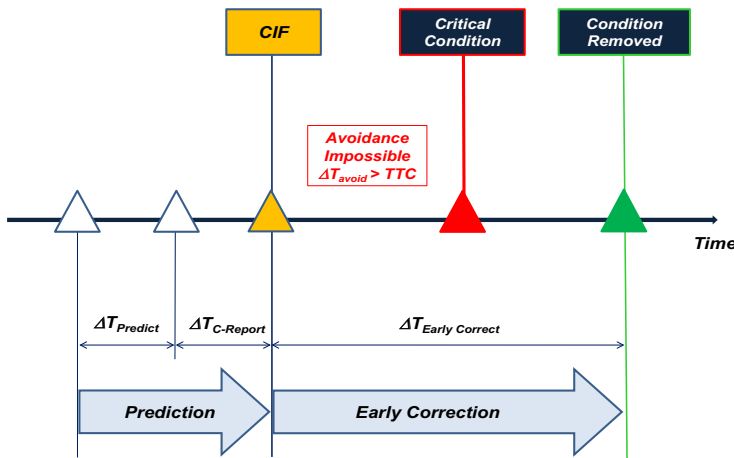 CIF
Critical
Condition
Condition
Removed
Avoidance
Impossible
ΔTavoid > TTC
Time
ΔTPredict
ΔTC-Report
ΔTEarly Correct
Prediction
Early Correction